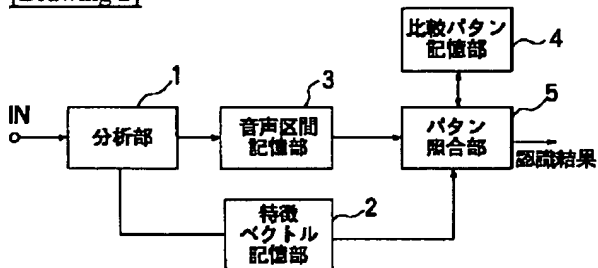 [Drawing 2]
比較パタン
記憶部
4
1
3
5
IN
分析部
音声区間
記憶部
パタン
照合部
認識結果
特徴
ベクトル
記憶部
2